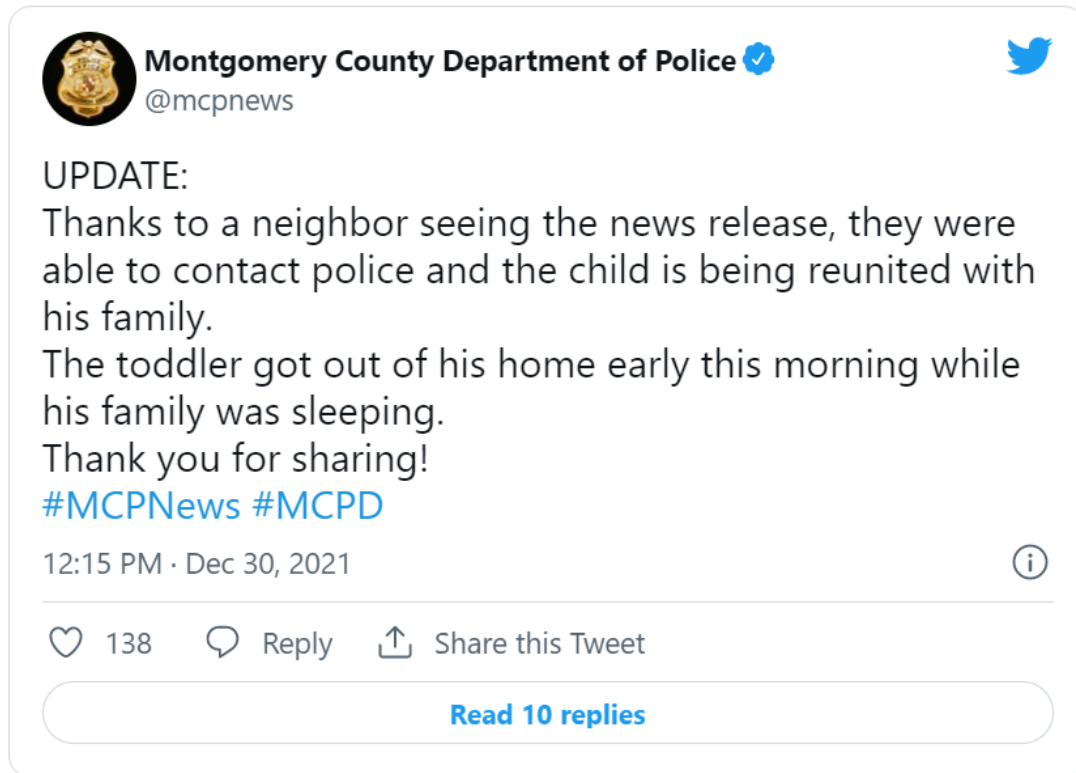 Montgomery County Department of Police
@mcpnews
UPDATE:
Thanks to a neighbor seeing the news release, they were
able to contact police and the child is being reunited with
his family.
The toddler got out of his home early this morning while
his family was sleeping.
Thank you for sharing!
#MCPNews #MCPD
12:15 PM · Dec 30, 2021
138 Reply Share this Tweet
Read 10 replies